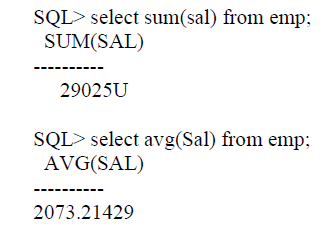 SQL> select sum(sal) from emp;
SUM(SAL)
----------
29025U
SQL> select avg(Sal) from emp;
AVG(SAL)
----------
2073.21429